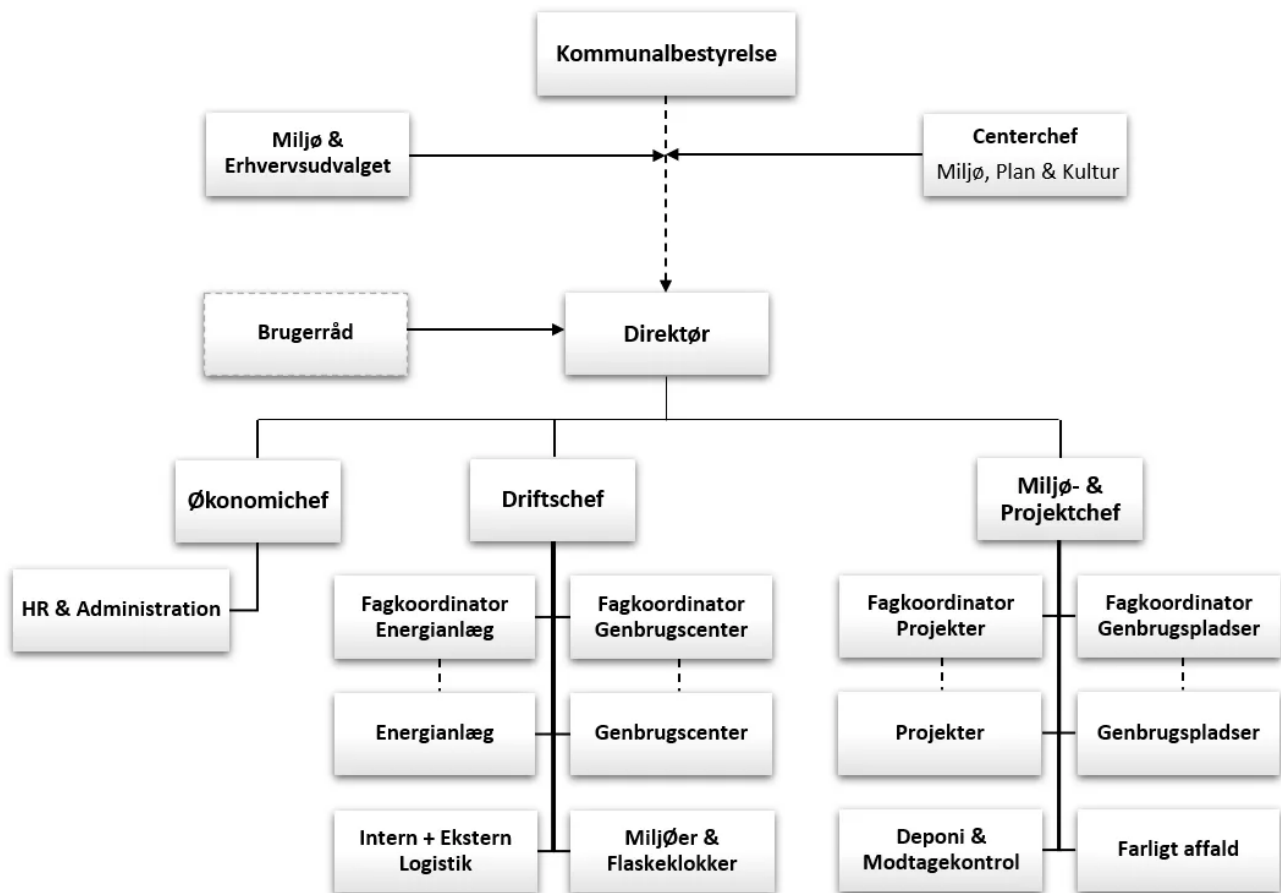 Kommunalbestyrelse
Miljø &
Erhvervsudvalget
Centerchef
Miljø, Plan & Kultur
Brugerråd
Direktør
Økonomichef
Driftschef
Miljø- &
Projektchef
HR & Administration
Fagkoordinator
Energianlæg
Fagkoordinator
Genbrugscenter
Fagkoordinator
Projekter
Fagkoordinator
Genbrugspladser
Energianlæg
Genbrugscenter
Projekter
Genbrugspladser
Intern + Ekstern
Logistik
MiljØer &
Flaskeklokker
Deponi &
Modtagekontrol
Farligt affald